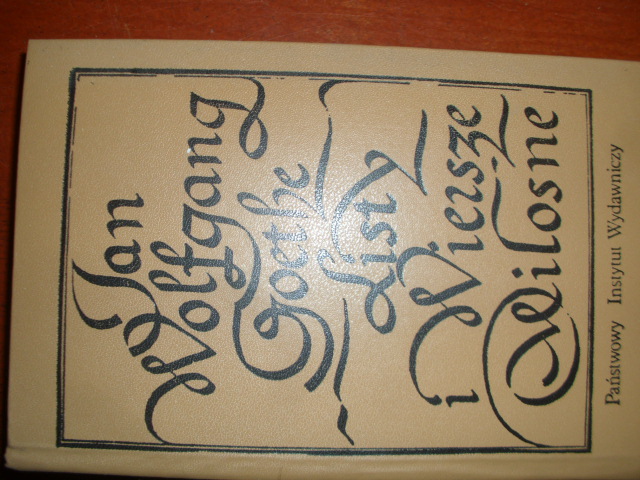 Jan
Wolfgang
Goethe
Listy
i Wiersze
Miłosne
Państwowy Instytut Wydawniczy